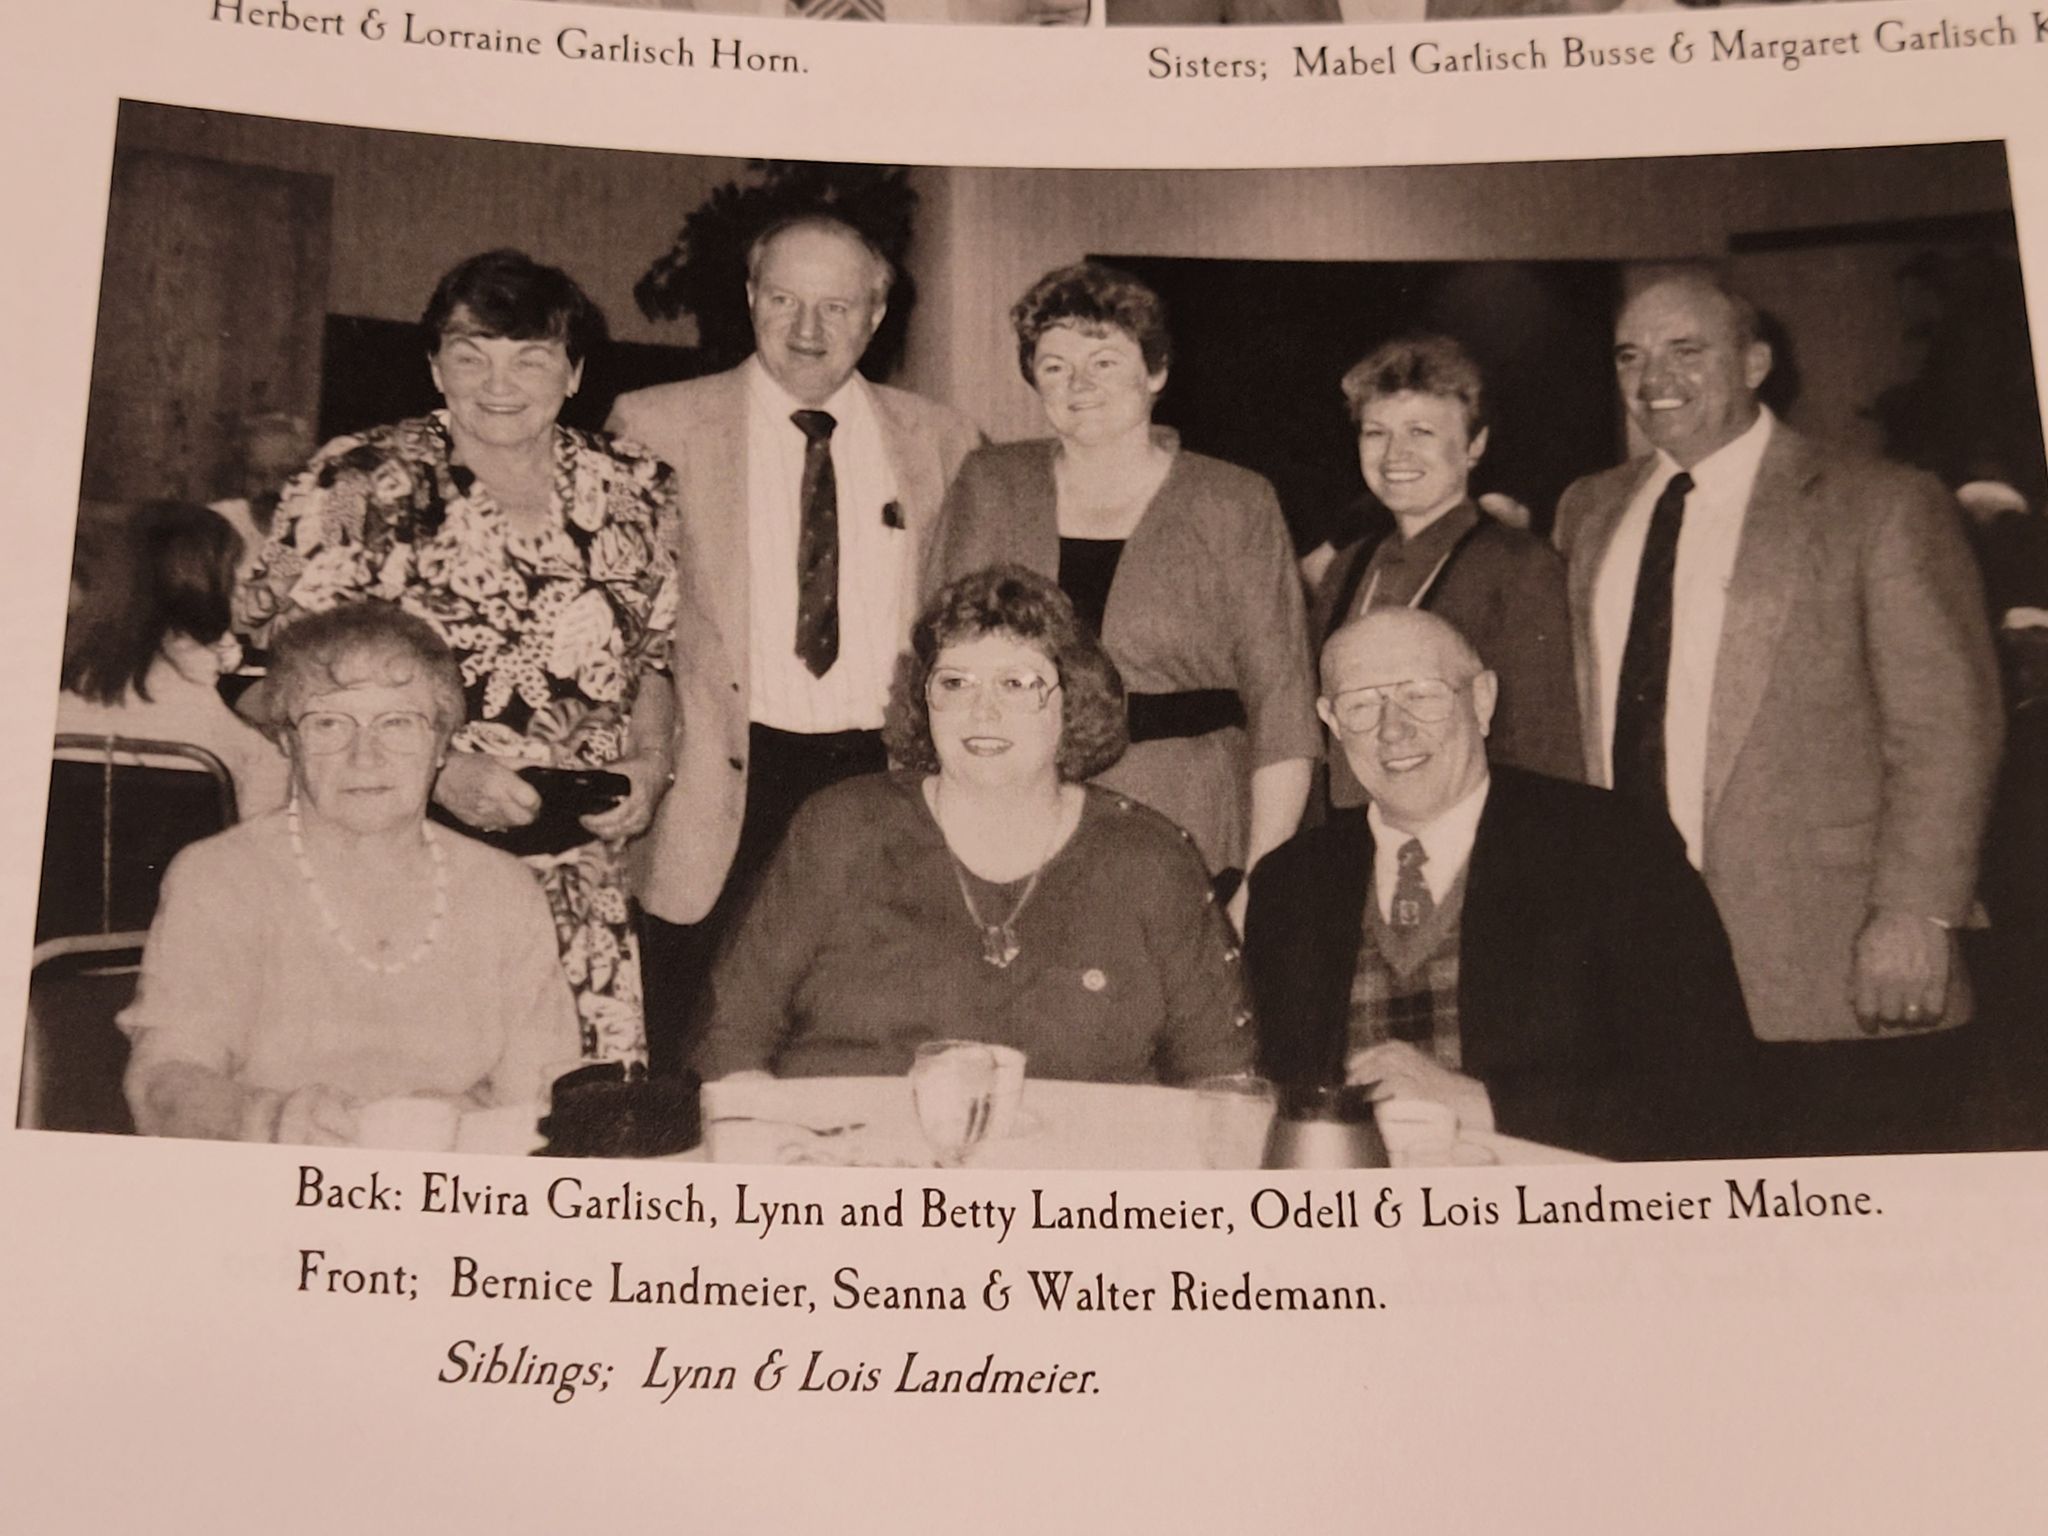 Herbert & Lorraine Garlisch Horn.
Sisters; Mabel Garlisch Busse & Margaret Garlisch
Back: Elvira Garlisch, Lynn and Betty Landmeier, Odell & Lois Landmeier Malone.
Front; Bernice Landmeier, Seanna & Walter Riedemann.
Siblings; Lynn & Lois Landmeier.